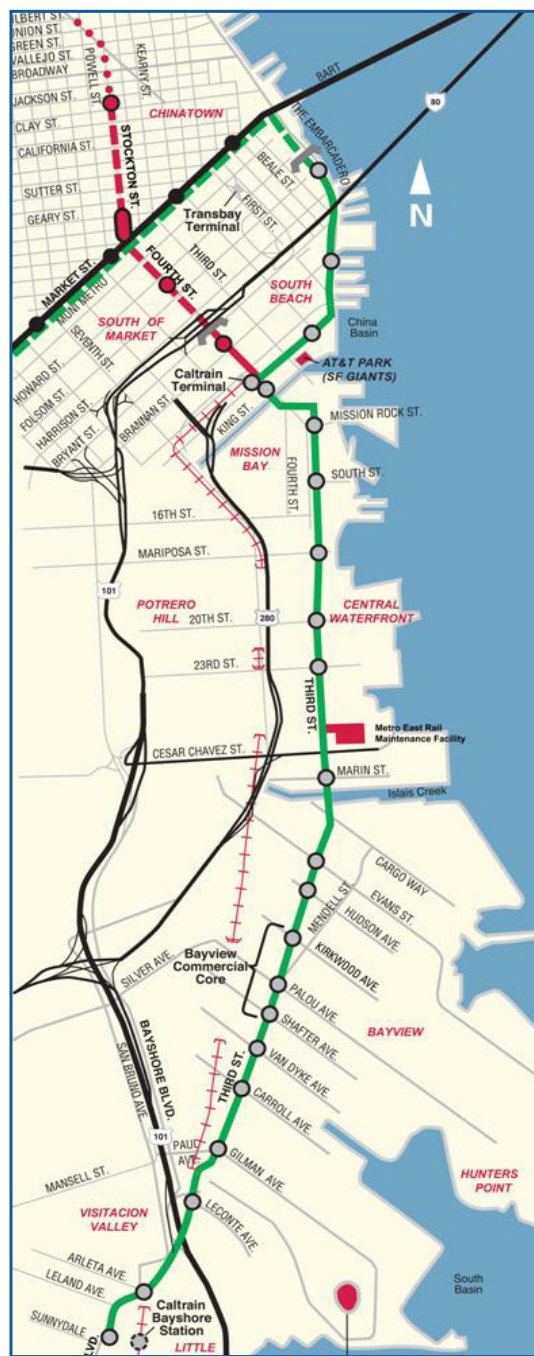 UNION ST.
GREEN ST.
VALLEJO ST.
BROADWAY
POWELL ST.
KEARNY ST.
JACKSON ST.
CHINATOWN
CLAY ST.
CALIFORNIA ST.
STOCKTON ST.
SUTTER ST.
GEARY ST.
BART
80
THE EMBARCADERO
BEALE ST.
FIRST ST.
N
Transbay
Terminal
MARKET ST.
MUNI METRO
FOURTH ST.
THIRD ST.
SOUTH
BEACH
SOUTH OF
MARKET
SEVENTH ST.
China
Basin
AT&T PARK
(SF GIANTS)
HOWARD ST.
FOLSOM ST.
HARRISON ST.
BRYANT ST.
BRANNAN ST.
Caltrain
Terminal
KING ST.
MISSION ROCK ST.
MISSION
BAY
FOURTH ST.
SOUTH ST.
16TH ST.
MARIPOSA ST.
101
POTRERO
HILL
280
CENTRAL
WATERFRONT
20TH ST.
23RD ST.
THIRD ST.
Metro East Rail
Maintenance Facility
CESAR CHAVEZ ST.
MARIN ST.
Islais Creek
CARGO WAY
EVANS ST.
MENDELL ST
HUDSON AVE.
Bayview
Commercial
Core
KIRKWOOD AVE.
SILVER AVE.
PALOU AVE.
BAYVIEW
SHAFTER AVE.
VAN DYKE AVE.
SAN BRUNO AVE.
BAYSHORE BLVD.
THIRD ST.
CARROLL AVE.
101
PAUL
AVE.
GILMAN AVE.
MANSELL ST.
HUNTERS
POINT
VISITACION
VALLEY
LECONTE AVE.
ARLETA AVE.
LELAND AVE.
South
Basin
SUNNYDALE
Caltrain
Bayshore
Station
LITTLE